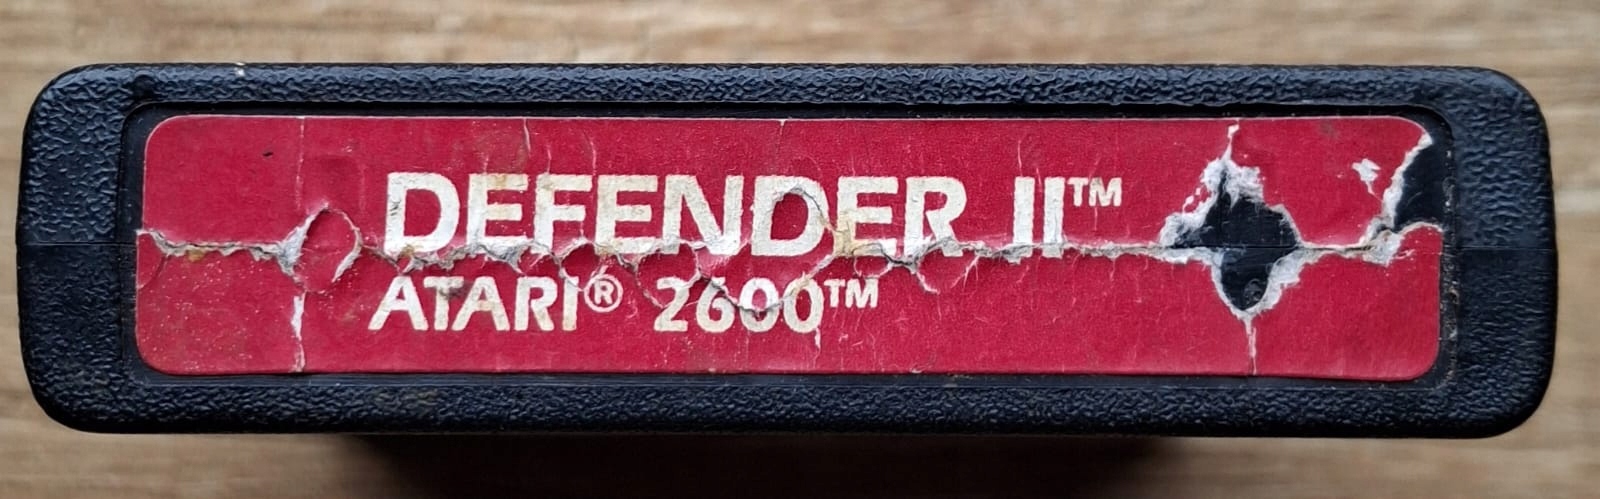 DEFENDER II™
ATARI® 2600™